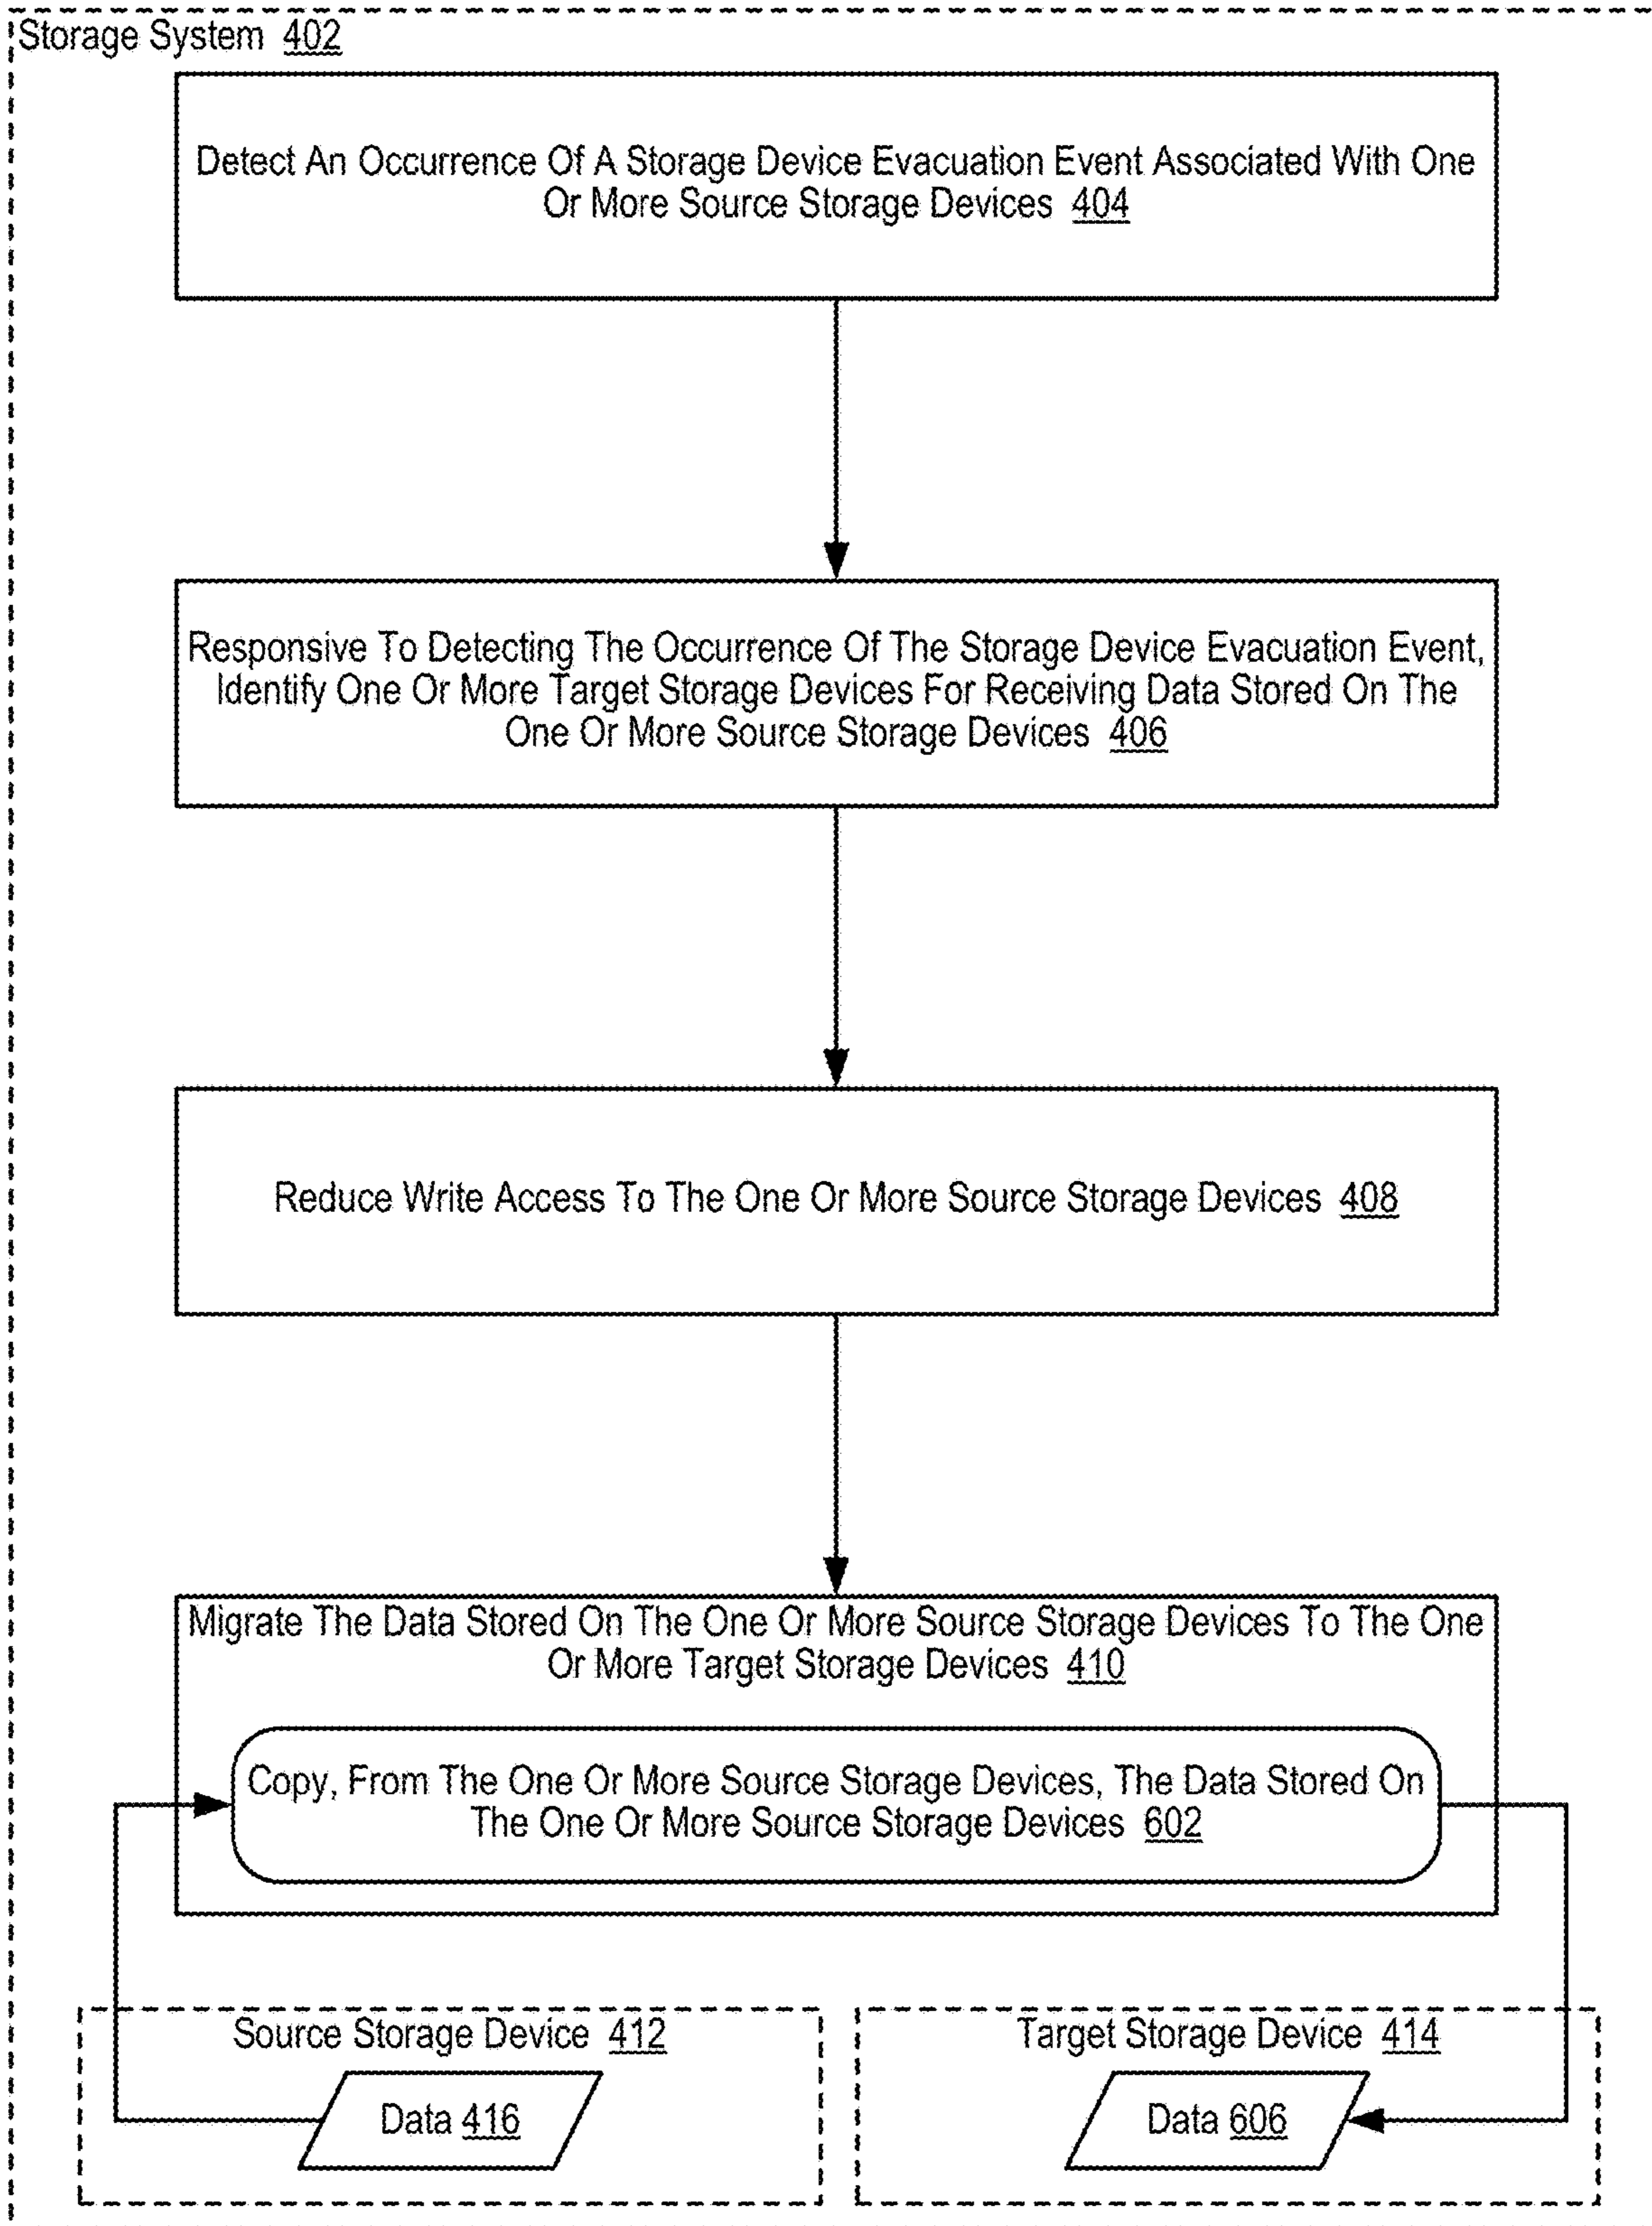 Storage System 402
Detect An Occurrence Of A Storage Device Evacuation Event Associated With One
Or More Source Storage Devices 404
Responsive To Detecting The Occurrence Of The Storage Device Evacuation Event,
Identify One Or More Target Storage Devices For Receiving Data Stored On The
One Or More Source Storage Devices 406
Reduce Write Access To The One Or More Source Storage Devices 408
Migrate The Data Stored On The One Or More Source Storage Devices To The One
Or More Target Storage Devices 410
Copy, From The One Or More Source Storage Devices, The Data Stored On
The One Or More Source Storage Devices 602
Source Storage Device 412
Data 416
Target Storage Device 414
Data 606